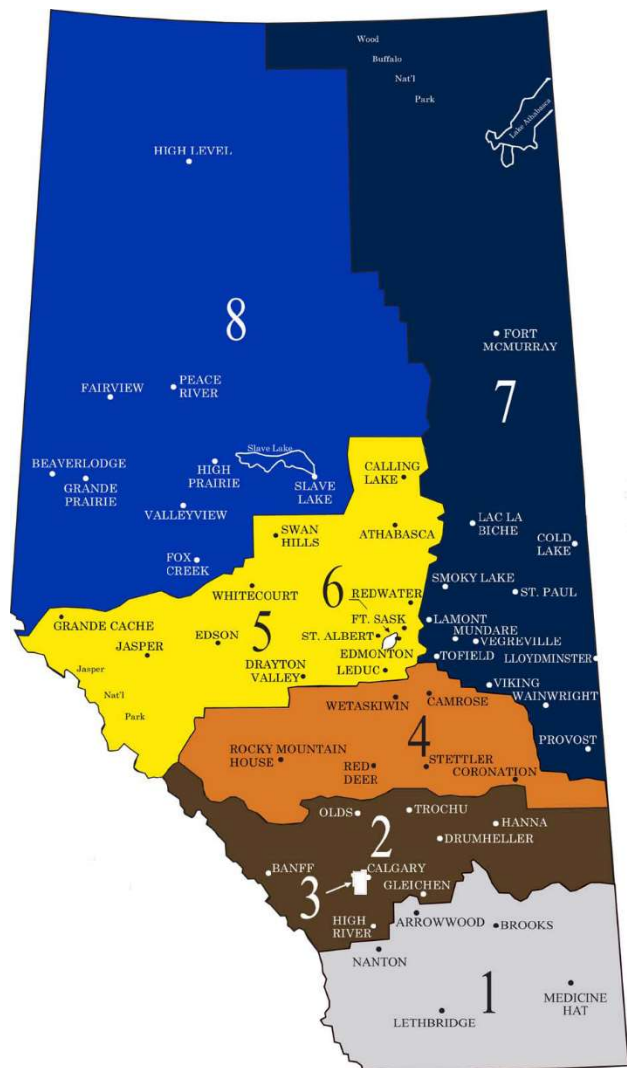 Wood
Buffalo
Nat'l
Park
Lake Athabasca
HIGH LEVEL
8
FORT
MCMURRAY
7
PEACE
RIVER
FAIRVIEW
BEAVERLODGE
GRANDE
PRAIRIE
HIGH
PRAIRIE
Slave Lake
SLAVE
LAKE
VALLEYVIEW
FOX
CREEK
CALLING
LAKE
SWAN
HILLS
ATHABASCA
LAC LA
BICHE
COLD
LAKE
WHITECOURT
6
REDWATER
SMOKY LAKE
ST. PAUL
GRANDE CACHE
JASPER
EDSON
5
ST. ALBERT
FT. SASK
EDMONTON
LEDUC
DRAYTON
VALLEY
LAMONT
MUNDARE
VEGREVILLE
TOFIELD
LLOYDMINSTER
Jasper
Nat'l
Park
VIKING
WAINWRIGHT
PROVOST
WETASKIWIN
CAMROSE
4
ROCKY MOUNTAIN
HOUSE
RED
DEER
STETTLER
CORONATION
OLDS
TROCHU
HANNA
DRUMHELLER
2
BANFF
CALGARY
3
GLEICHEN
HIGH
RIVER
ARROWWOOD
BROOKS
NANTON
1
MEDICINE
HAT
LETHBRIDGE